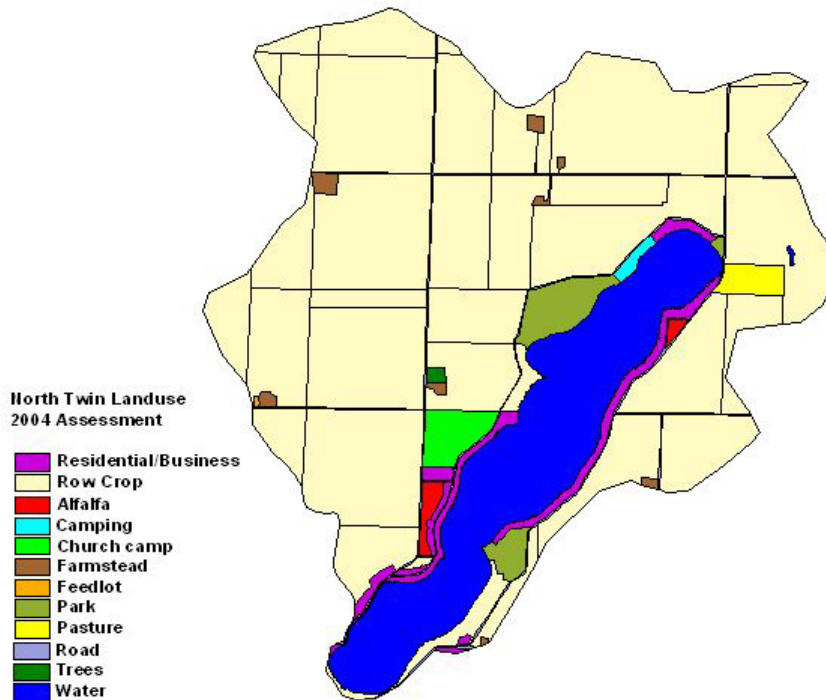 North Twin Landuse
2004 Assessment
Residential/Business
Row Crop
Alfalfa
Camping
Church camp
Farmstead
Feedlot
Park
Pasture
Road
Trees
Water